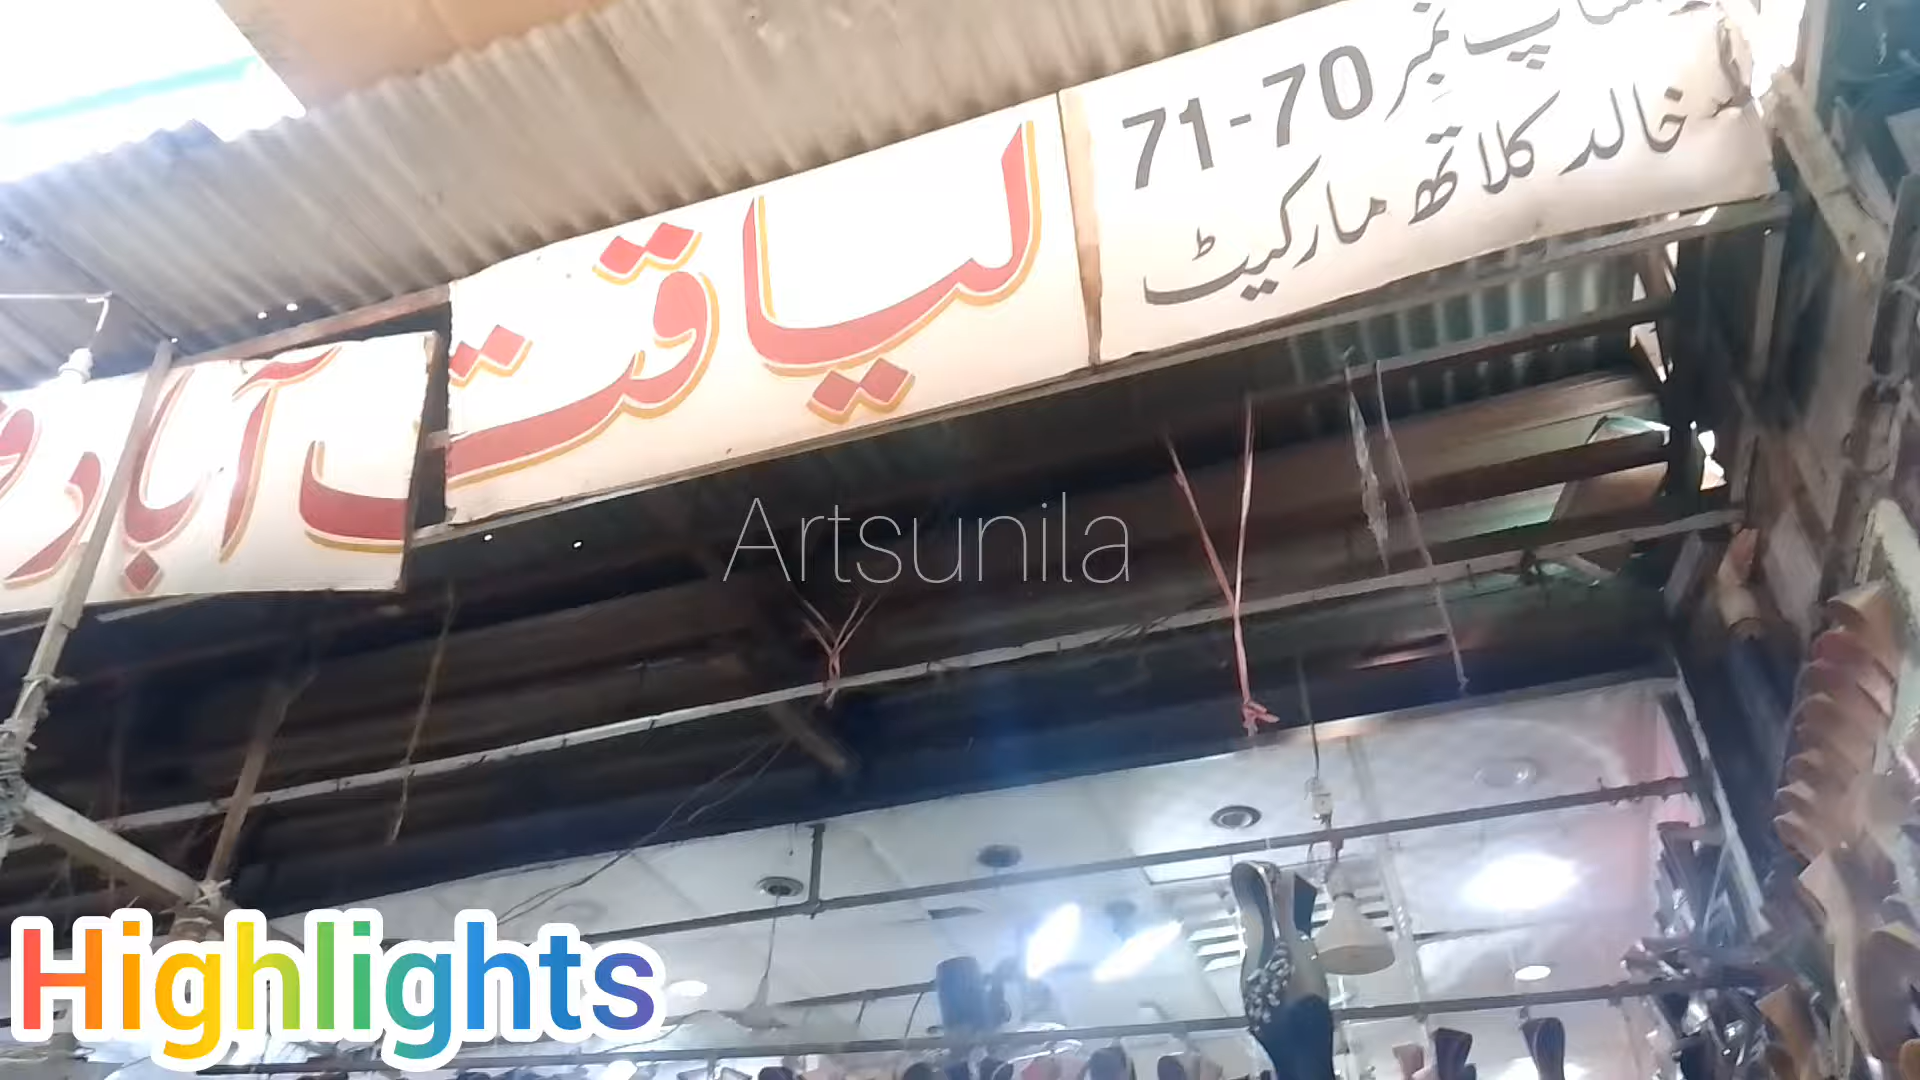 شاپ نمبر 70-71
خالد کلاتھ مارکیٹ
لیاقت آباد
Artsunila
Highlights